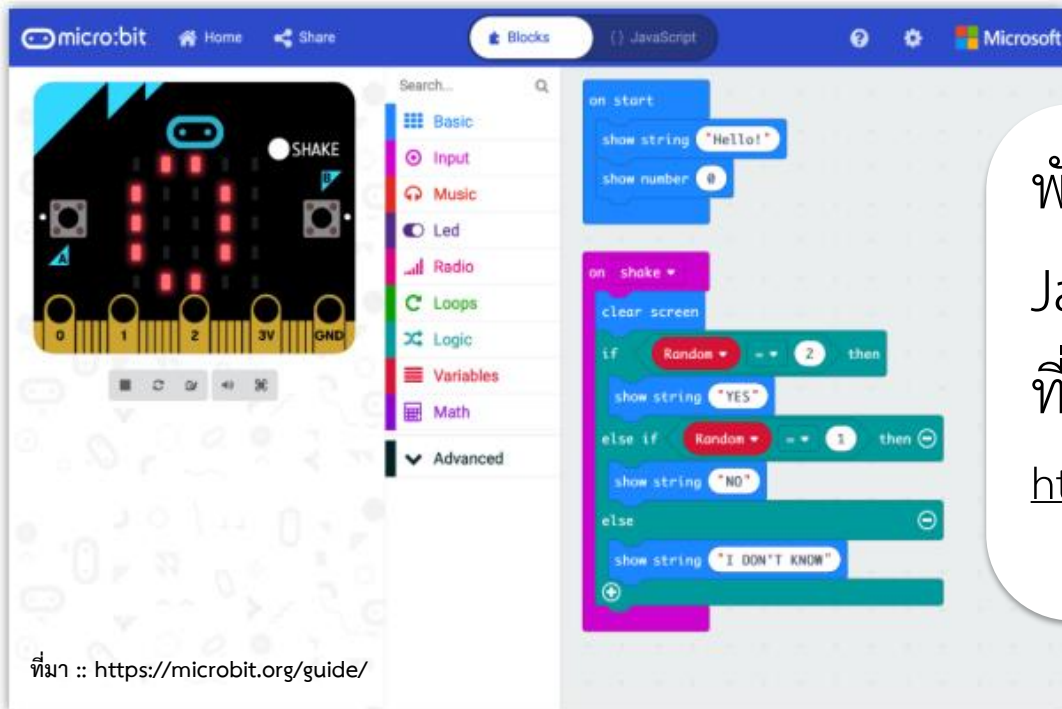 micro:bit Home Share Blocks {} JavaScript Microsoft
SHAKE
A
B
0 1 2 3V GND
Search...
Basic
Input
Music
Led
Radio
Loops
Logic
Variables
Math
Advanced
on start
show string "Hello!"
show number 0
on shake
clear screen
if Random = 2 then
show string "YES"
else if Random = 1 then
show string "NO"
else
show string "I DON'T KNOW"
ที่มา :: https://microbit.org/guide/
ที่
ht